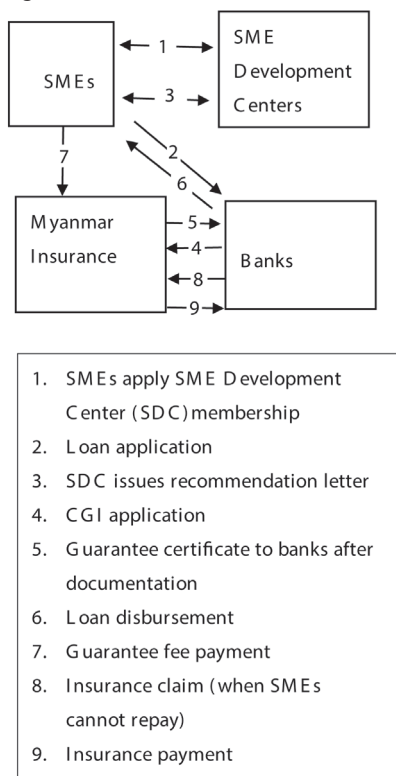 SMEs
1
SME
Development
Centers
3
7
2
6
Myanmar
Insurance
5
4
8
9
Banks
1. SMEs apply SME Development
Center (SDC) membership
2. Loan application
3. SDC issues recommendation letter
4. CGI application
5. Guarantee certificate to banks after
documentation
6. Loan disbursement
7. Guarantee fee payment
8. Insurance claim (when SMEs
cannot repay)
9. Insurance payment